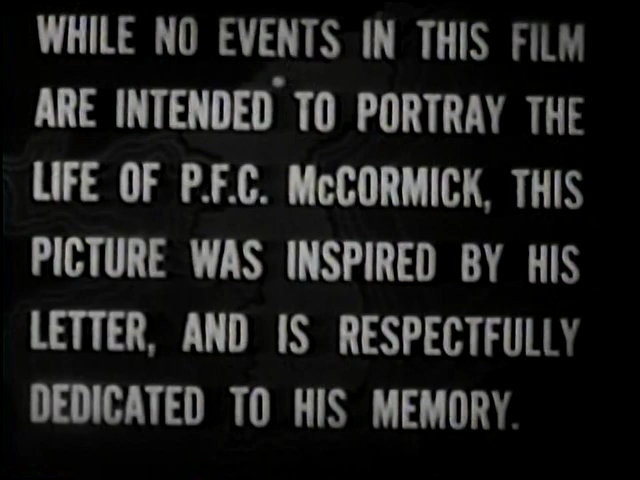 WHILE NO EVENTS IN THIS FILM
ARE INTENDED TO PORTRAY THE
LIFE OF P.F.C. McCORMICK, THIS
PICTURE WAS INSPIRED BY HIS
LETTER, AND IS RESPECTFULLY
DEDICATED TO HIS MEMORY.